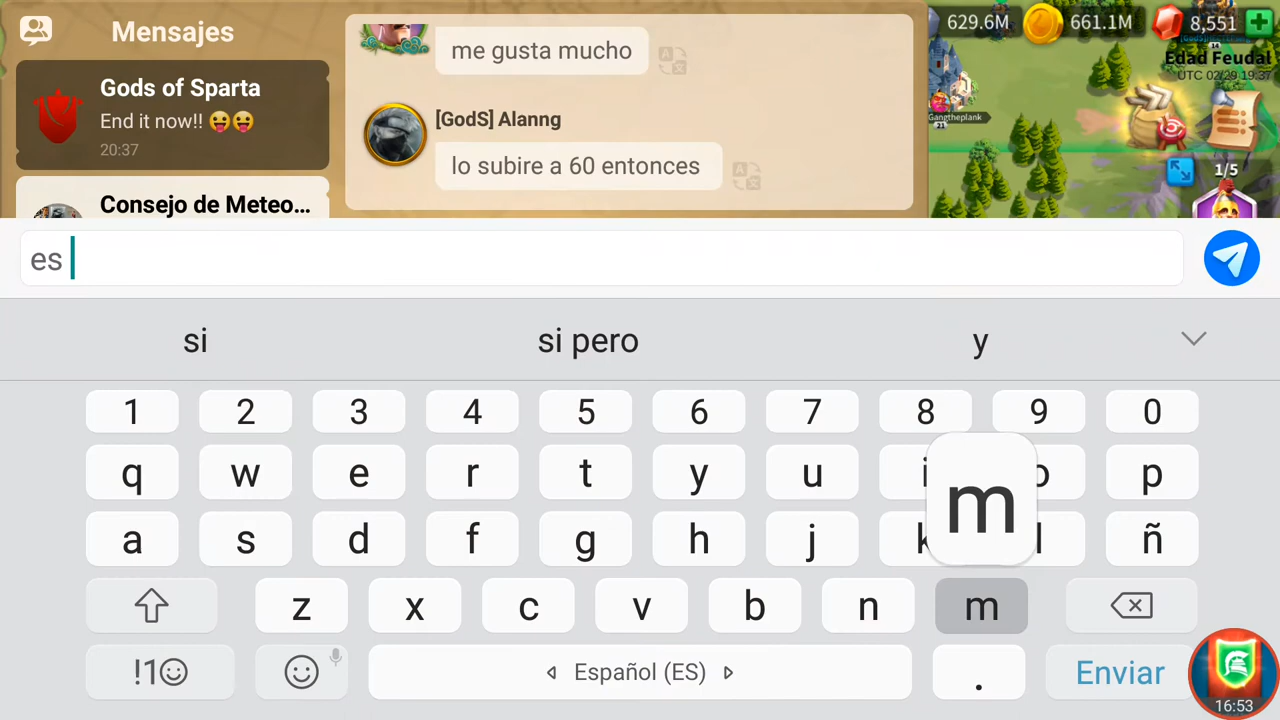 Mensajes
Gods of Sparta
End it now!! 😜😜
20:37
Consejo de Meteo...
me gusta mucho
[GodS] Alanng
lo subire a 60 entonces
629.6M
661.1M
8,551
Edad Feudal
UTC 02/29 19:37
Gangtheplank
1/5
es
si
si pero
y
1 2 3 4 5 6 7 8 9 0
q w e r t y u i o p
m
a s d f g h j k l ñ
z x c v b n m
!1☺
Español (ES)
.
Enviar
16:53